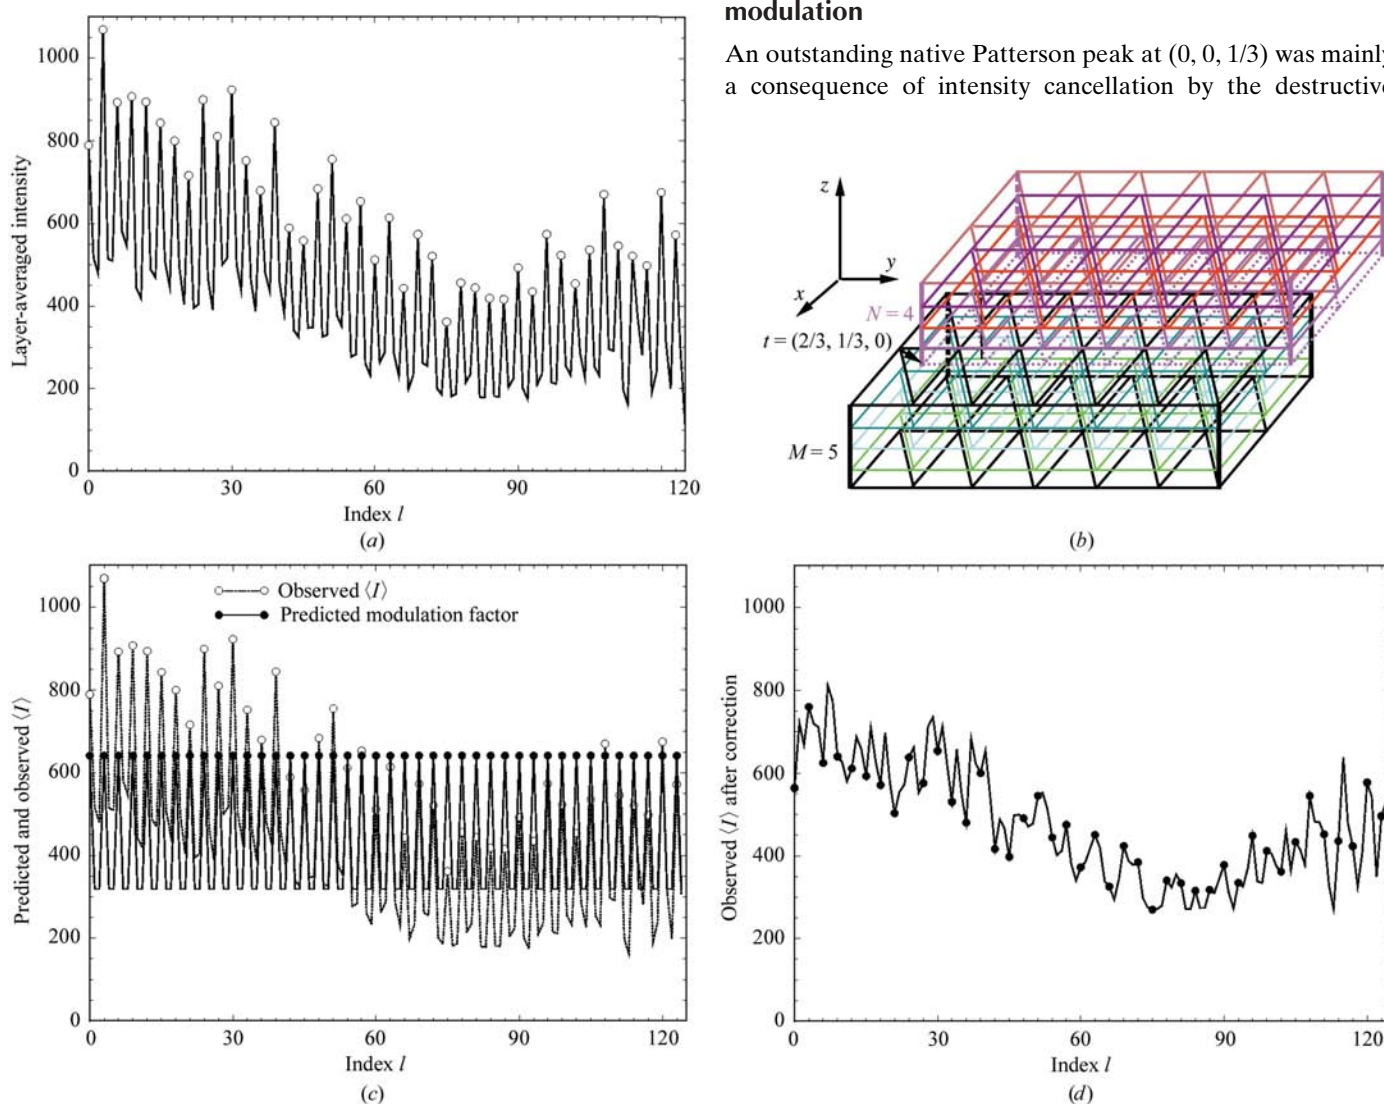 modulation
An outstanding native Patterson peak at (0, 0, 1/3) was mainly
a consequence of intensity cancellation by the destructive
1000
800
600
400
200
0
Layer-averaged intensity
0 30 60 90 120
Index l
(a)
z
y
x
N = 4
t = (2/3, 1/3, 0)
M = 5
(b)
1000
800
600
400
200
0
Predicted and observed ⟨I⟩
Observed ⟨I⟩
Predicted modulation factor
0 30 60 90 120
Index l
(c)
1000
800
600
400
200
0
Observed ⟨I⟩ after correction
0 30 60 90 120
Index l
(d)